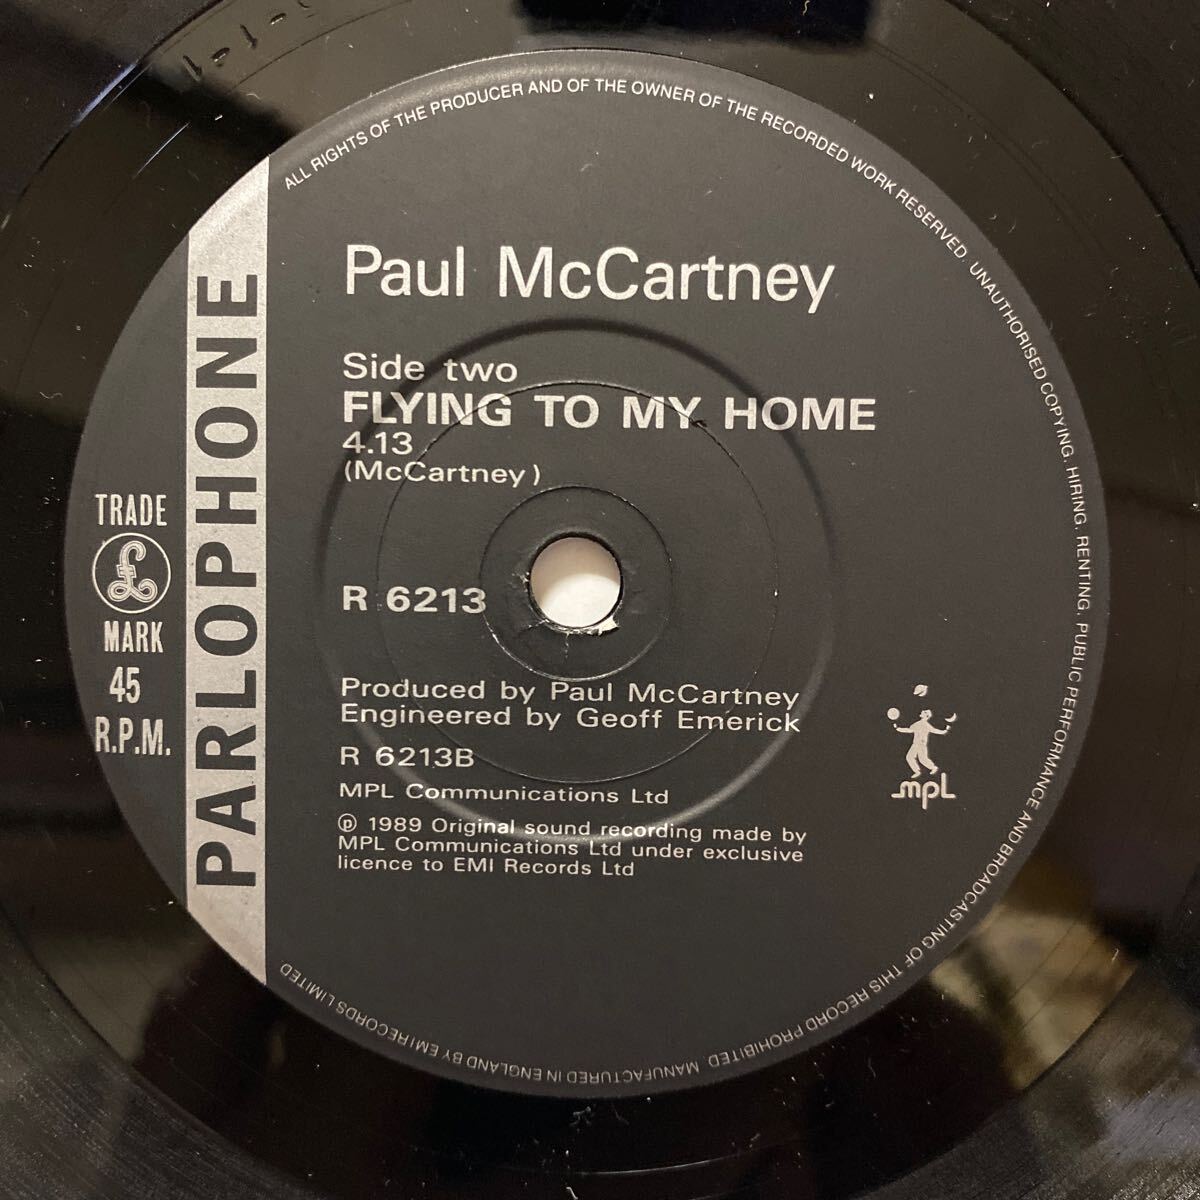 ALL RIGHTS OF THE PRODUCER AND OF THE OWNER OF THE RECORDED WORK RESERVED. UNAUTHORISED COPYING. HIRING. RENTING. PUBLIC PERFORMANCE AND BROADCASTING OF THIS RECORD PROHIBITED. MANUFACTURED IN ENGLAND BY EMI RECORDS LIMITED
Paul McCartney
Side two
FLYING TO MY HOME
4.13
(McCartney)
TRADE
£
MARK
45
R.P.M.
PARLOPHONE
R 6213
Produced by Paul McCartney
Engineered by Geoff Emerick
R 6213B
MPL Communications Ltd
℗ 1989 Original sound recording made by
MPL Communications Ltd under exclusive
licence to EMI Records Ltd
mpl